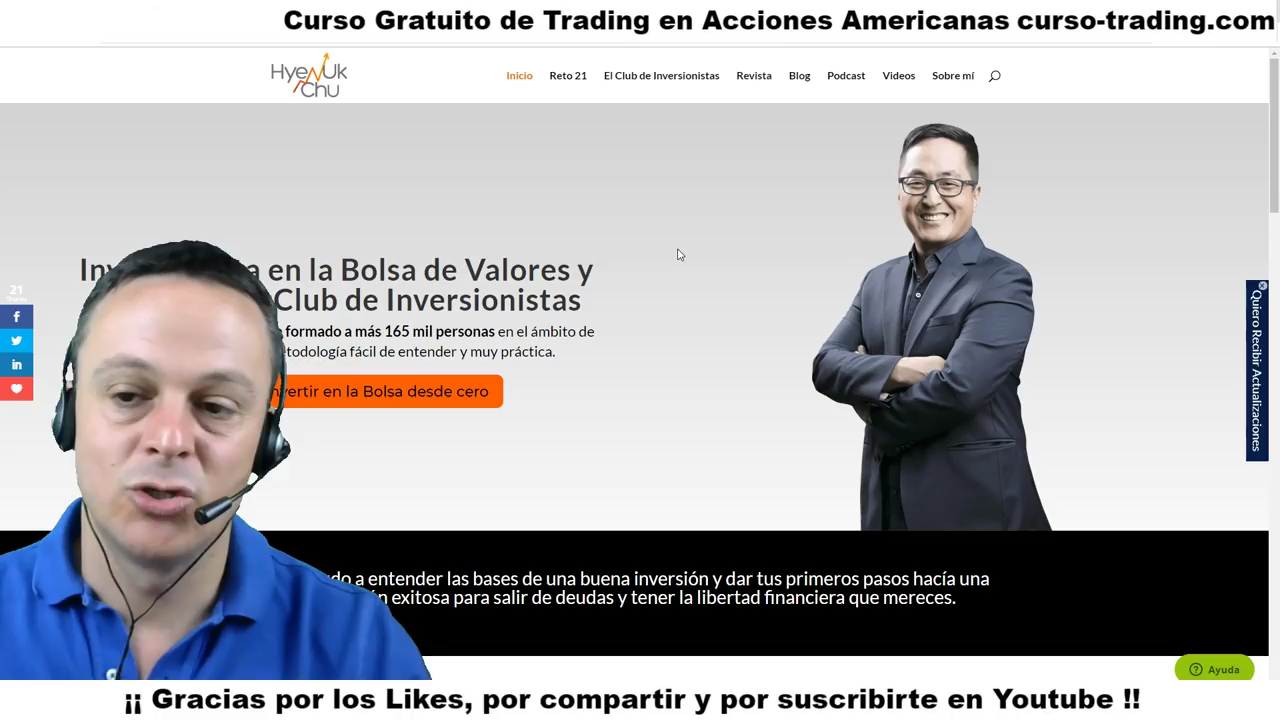 Curso Gratuito de Trading en Acciones Americanas curso-trading.com
HyenUk
Chu
Inicio Reto 21 El Club de Inversionistas Revista Blog Podcast Videos Sobre mí
en la Bolsa de Valores y
Club de Inversionistas
formado a más 165 mil personas en el ámbito de
fácil de entender y muy práctica.
en la Bolsa desde cero
21
Shares
Quiero Recibir Actualizaciones
a entender las bases de una buena inversión y dar tus primeros pasos hacía una
exitosa para salir de deudas y tener la libertad financiera que mereces.
Ayuda
¡¡ Gracias por los Likes, por compartir y por suscribirte en Youtube !!